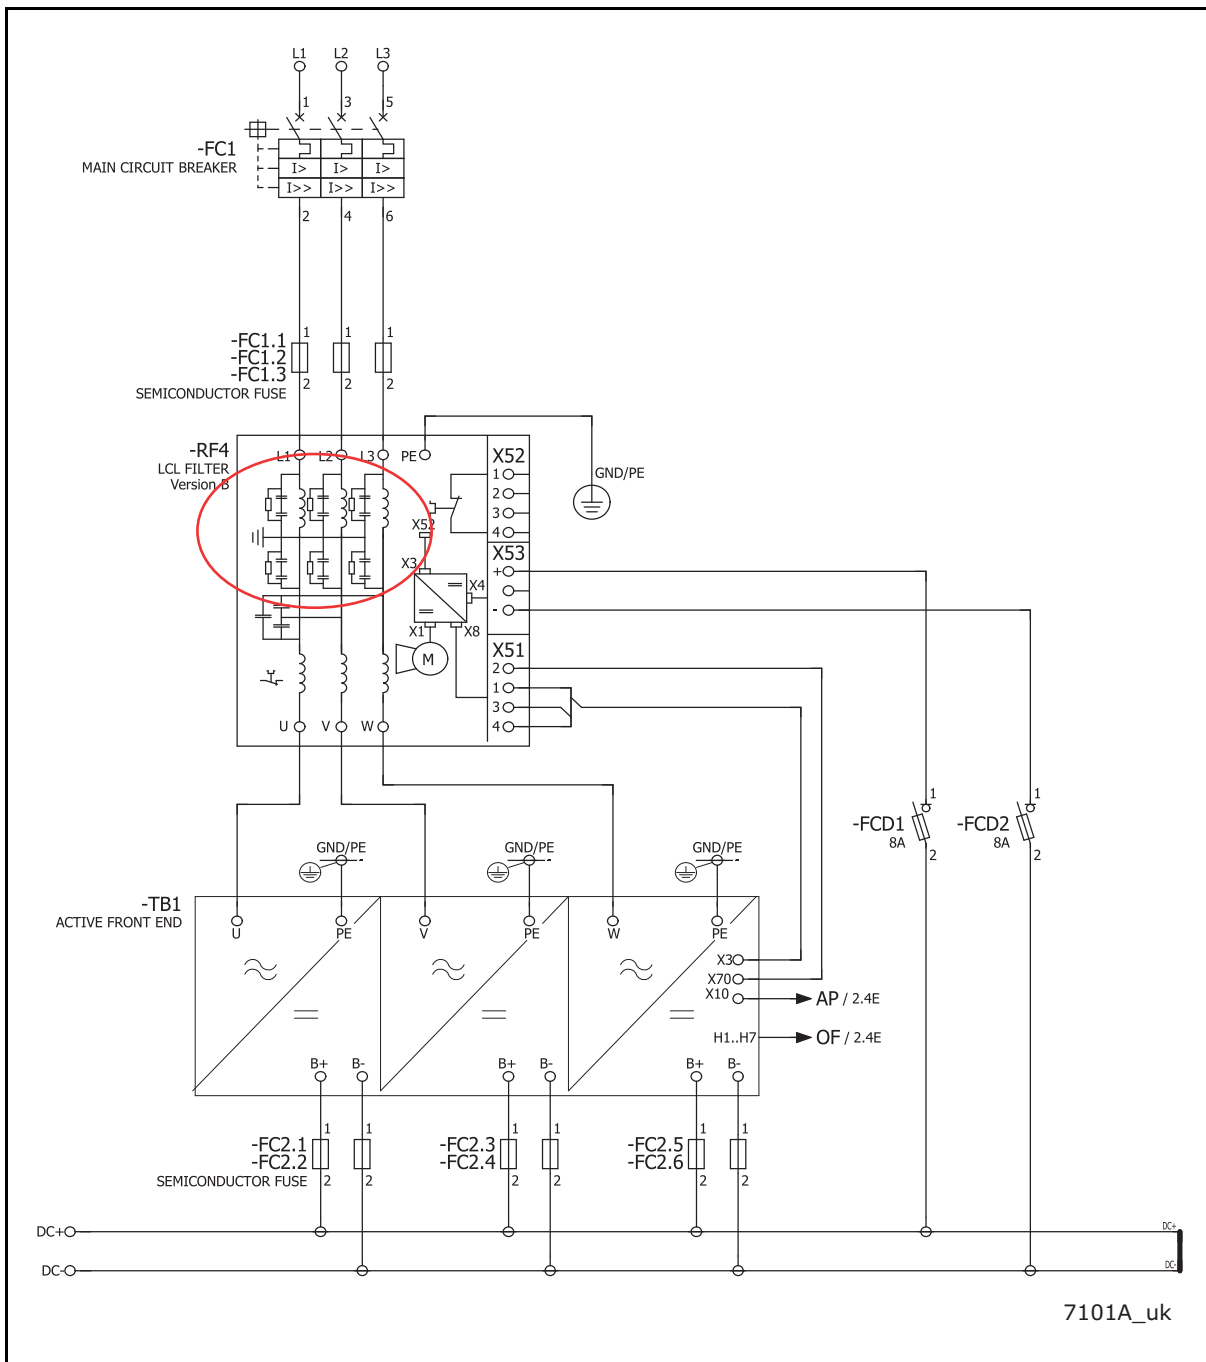 L1 L2 L3
1 3 5
-FC1
MAIN CIRCUIT BREAKER
I> I> I>
I>> I>> I>>
2 4 6
-FC1.1
-FC1.2
-FC1.3
SEMICONDUCTOR FUSE
1 1 1
2 2 2
-RF4
LCL FILTER
Version B
L1 L2 L3 PE
GND/PE
X52
1
2
3
4
X52
X53
+
-
X3
X4
X1 X8
M
X51
2
1
3
4
U V W
-FCD1
8A
1
2
-FCD2
8A
1
2
GND/PE GND/PE GND/PE
-TB1
ACTIVE FRONT END
U PE V PE W PE
X3
X70
X10
AP / 2.4E
H1..H7
OF / 2.4E
B+ B- B+ B- B+ B-
-FC2.1
-FC2.2
SEMICONDUCTOR FUSE
1 1
2 2
-FC2.3
-FC2.4
1 1
2 2
-FC2.5
-FC2.6
1 1
2 2
DC+ DC+
DC- DC-
7101A_uk